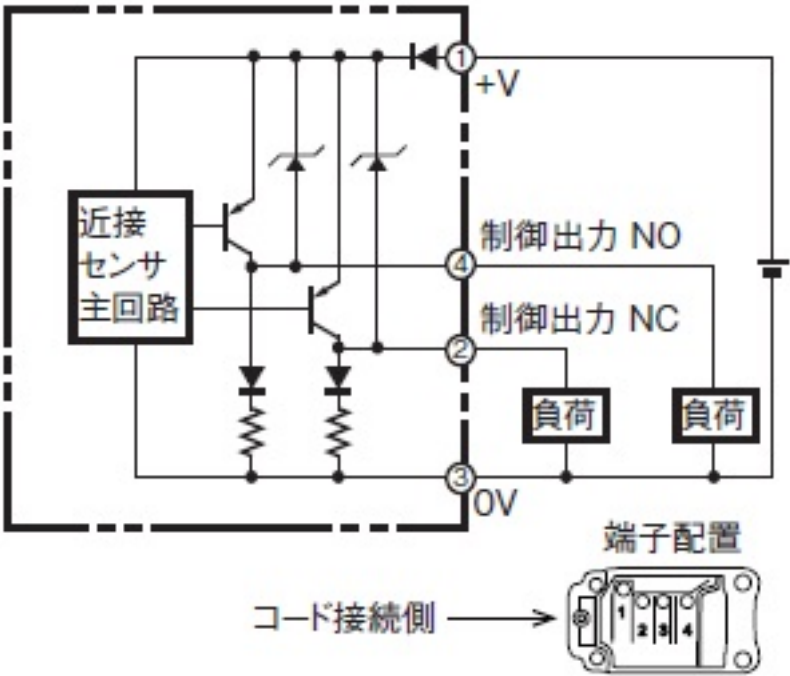 ①
+V
近接
センサ
主回路
制御出力 NO
④
制御出力 NC
②
負荷
負荷
③
0V
端子配置
コード接続側
1
2
3
4